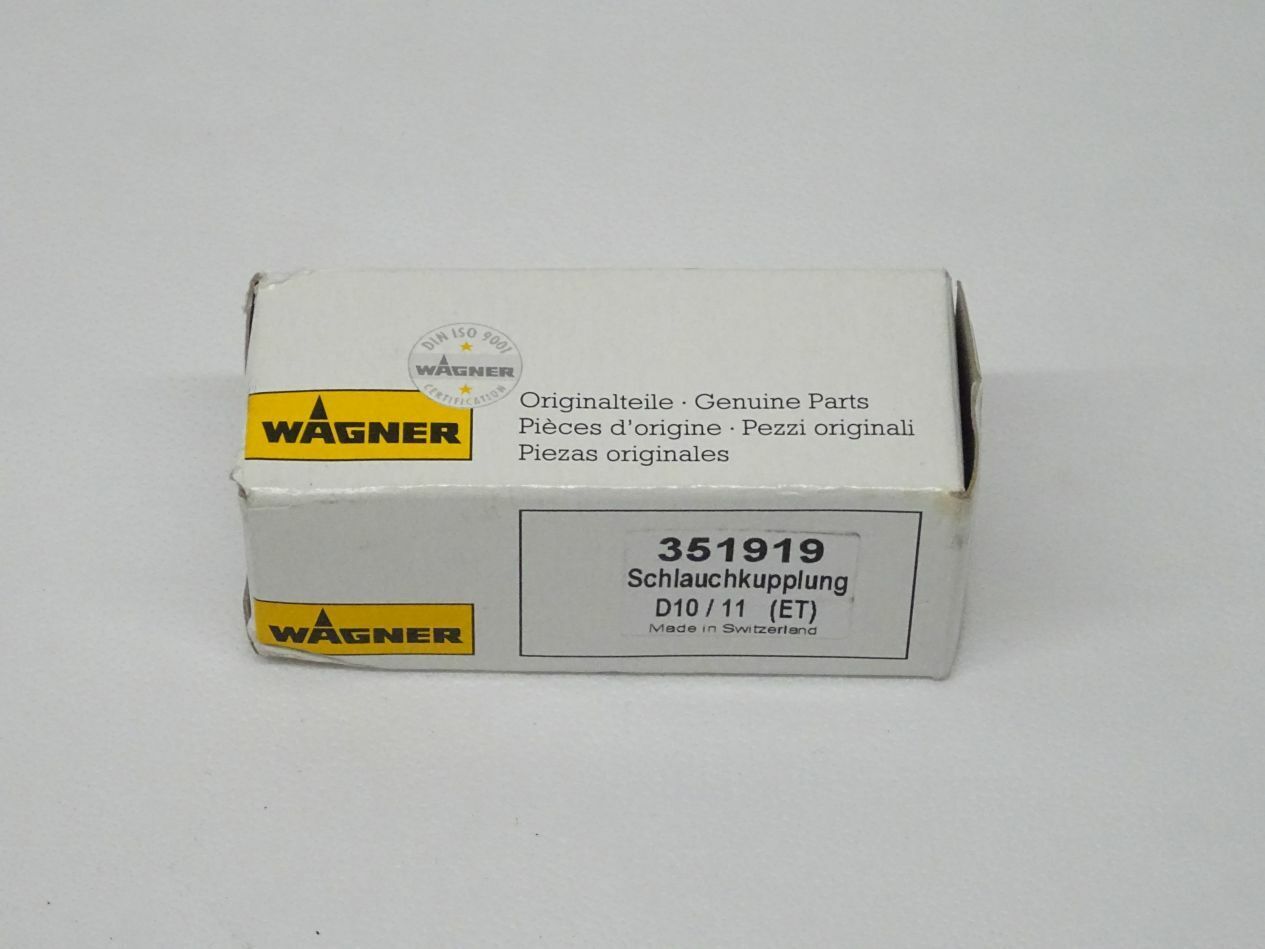 DIN ISO 9001
WAGNER
CERTIFICATION
WAGNER
Originalteile · Genuine Parts
Pièces d'origine · Pezzi originali
Piezas originales
351919
Schlauchkupplung
D10 / 11 (ET)
Made in Switzerland
WAGNER